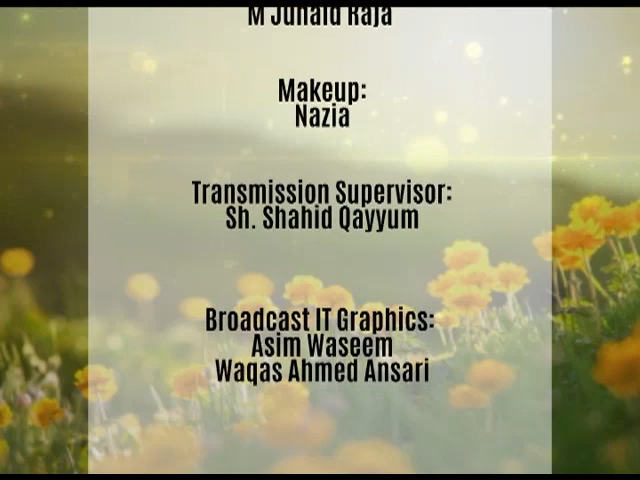 M Junaid Raja
Makeup:
Nazia
Transmission Supervisor:
Sh. Shahid Qayyum
Broadcast IT Graphics:
Asim Waseem
Waqas Ahmed Ansari